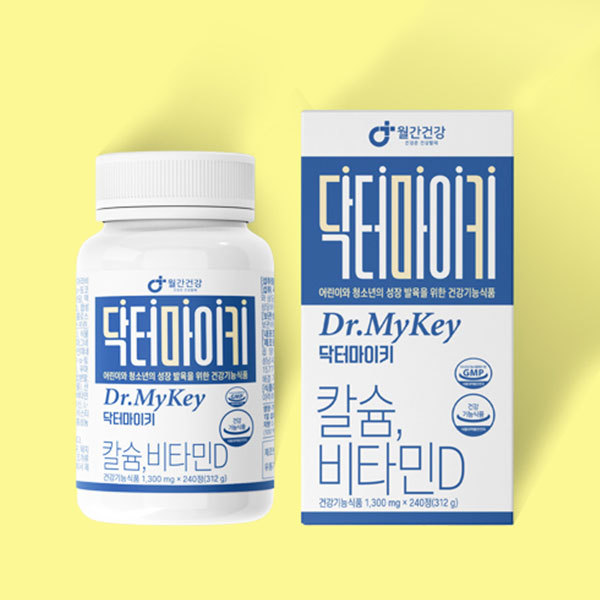 월간건강
닥터마이키
어린이와 청소년의 성장 발육을 위한 건강기능식품
Dr.MyKey
닥터마이키
GMP
건강
기능식품
칼슘,비타민D
건강기능식품 1,300 mg × 240정(312 g)
월간건강
닥터마이키
어린이와 청소년의 성장 발육을 위한 건강기능식품
Dr.MyKey
닥터마이키
GMP
건강
기능식품
칼슘,
비타민D
건강기능식품 1,300 mg × 240정(312 g)